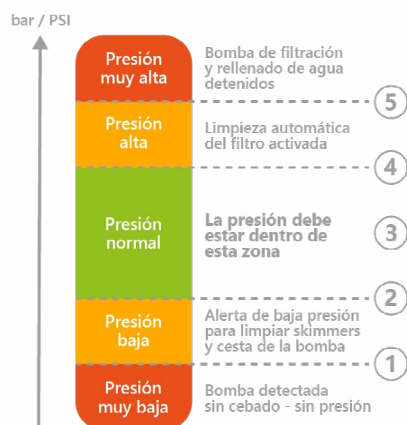 bar / PSI
Presión
muy alta
Bomba de filtración
y rellenado de agua
detenidos
5
Presión
alta
Limpieza automática
del filtro activada
4
Presión
normal
La presión debe
estar dentro de
esta zona
3
2
Presión
baja
Alerta de baja presión
para limpiar skimmers
y cesta de la bomba
1
Presión
muy baja
Bomba detectada
sin cebado - sin presión